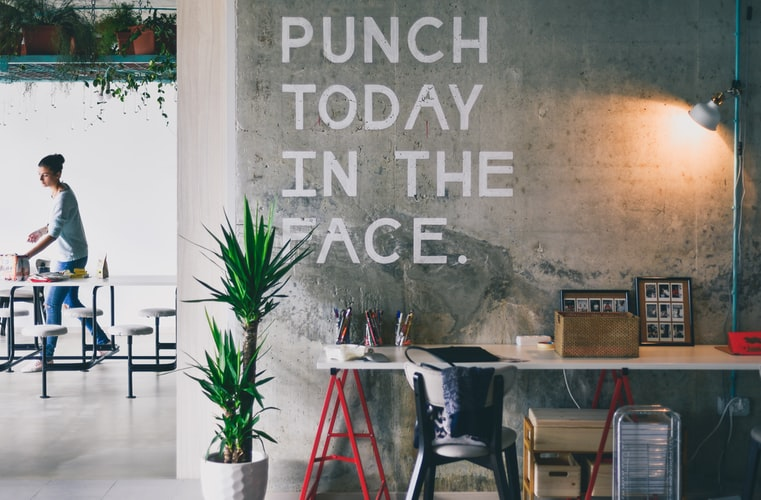 PUNCH
TODAY
IN THE
FACE.